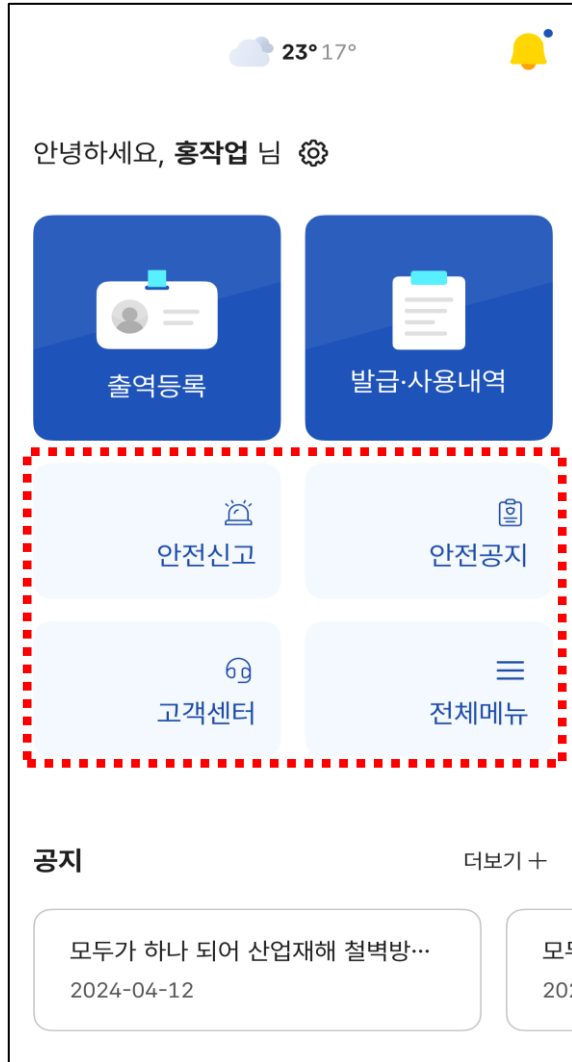 23° 17°
안녕하세요, 홍작업 님
출역등록
발급·사용내역
안전신고
안전공지
고객센터
전체메뉴
공지
더보기 +
모두가 하나 되어 산업재해 철벽방…
2024-04-12